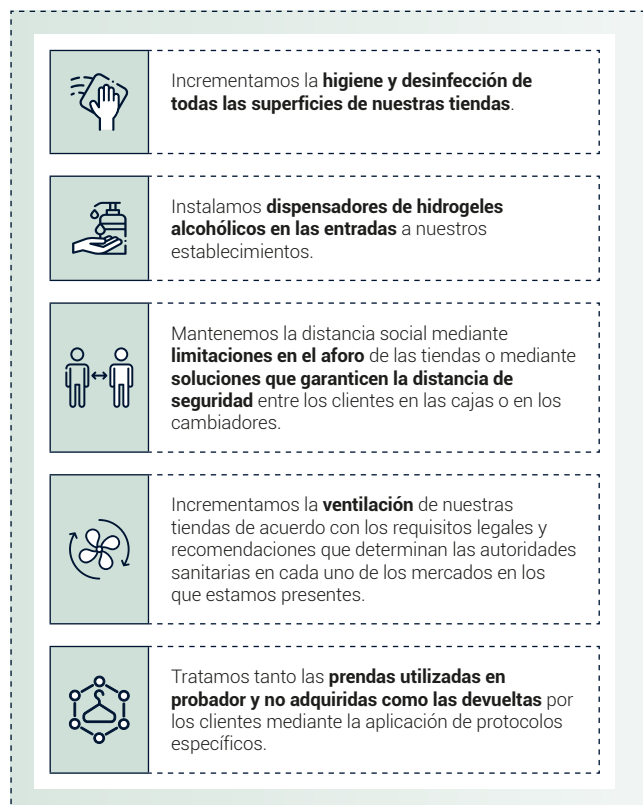 Incrementamos la higiene y desinfección de
todas las superficies de nuestras tiendas.
Instalamos dispensadores de hidrogeles
alcohólicos en las entradas a nuestros
establecimientos.
Mantenemos la distancia social mediante
limitaciones en el aforo de las tiendas o mediante
soluciones que garanticen la distancia de
seguridad entre los clientes en las cajas o en los
cambiadores.
Incrementamos la ventilación de nuestras
tiendas de acuerdo con los requisitos legales y
recomendaciones que determinan las autoridades
sanitarias en cada uno de los mercados en los
que estamos presentes.
Tratamos tanto las prendas utilizadas en
probador y no adquiridas como las devueltas por
los clientes mediante la aplicación de protocolos
específicos.